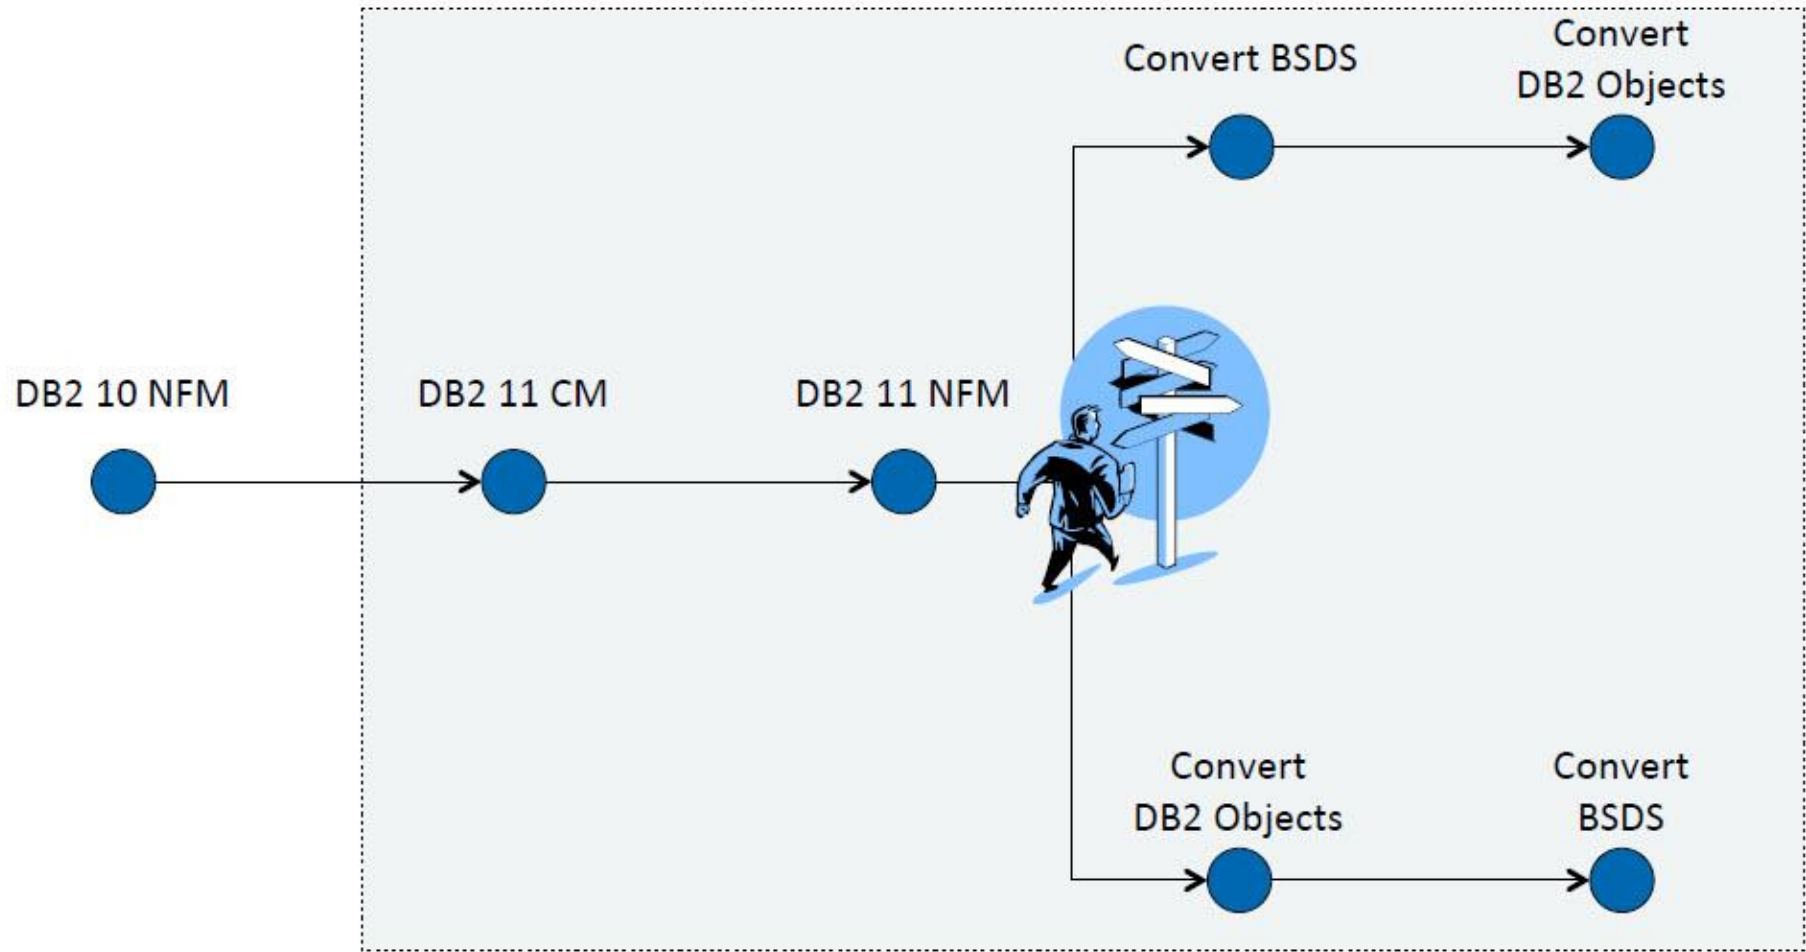 Convert BSDS
Convert
DB2 Objects
DB2 10 NFM
DB2 11 CM
DB2 11 NFM
Convert
DB2 Objects
Convert
BSDS